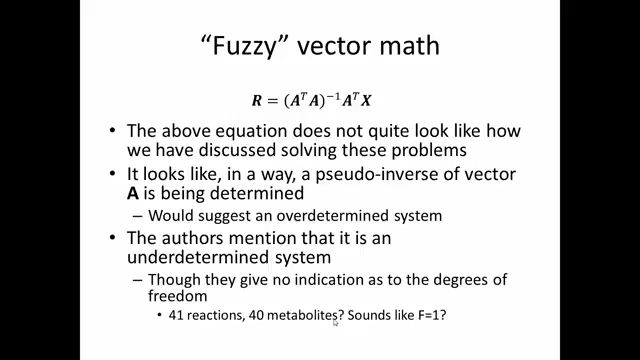 “Fuzzy” vector math
R = (AᵀA)⁻¹AᵀX
• The above equation does not quite look like how
we have discussed solving these problems
• It looks like, in a way, a pseudo-inverse of vector
A is being determined
– Would suggest an overdetermined system
• The authors mention that it is an
underdetermined system
– Though they give no indication as to the degrees of
freedom
• 41 reactions, 40 metabolites? Sounds like F=1?